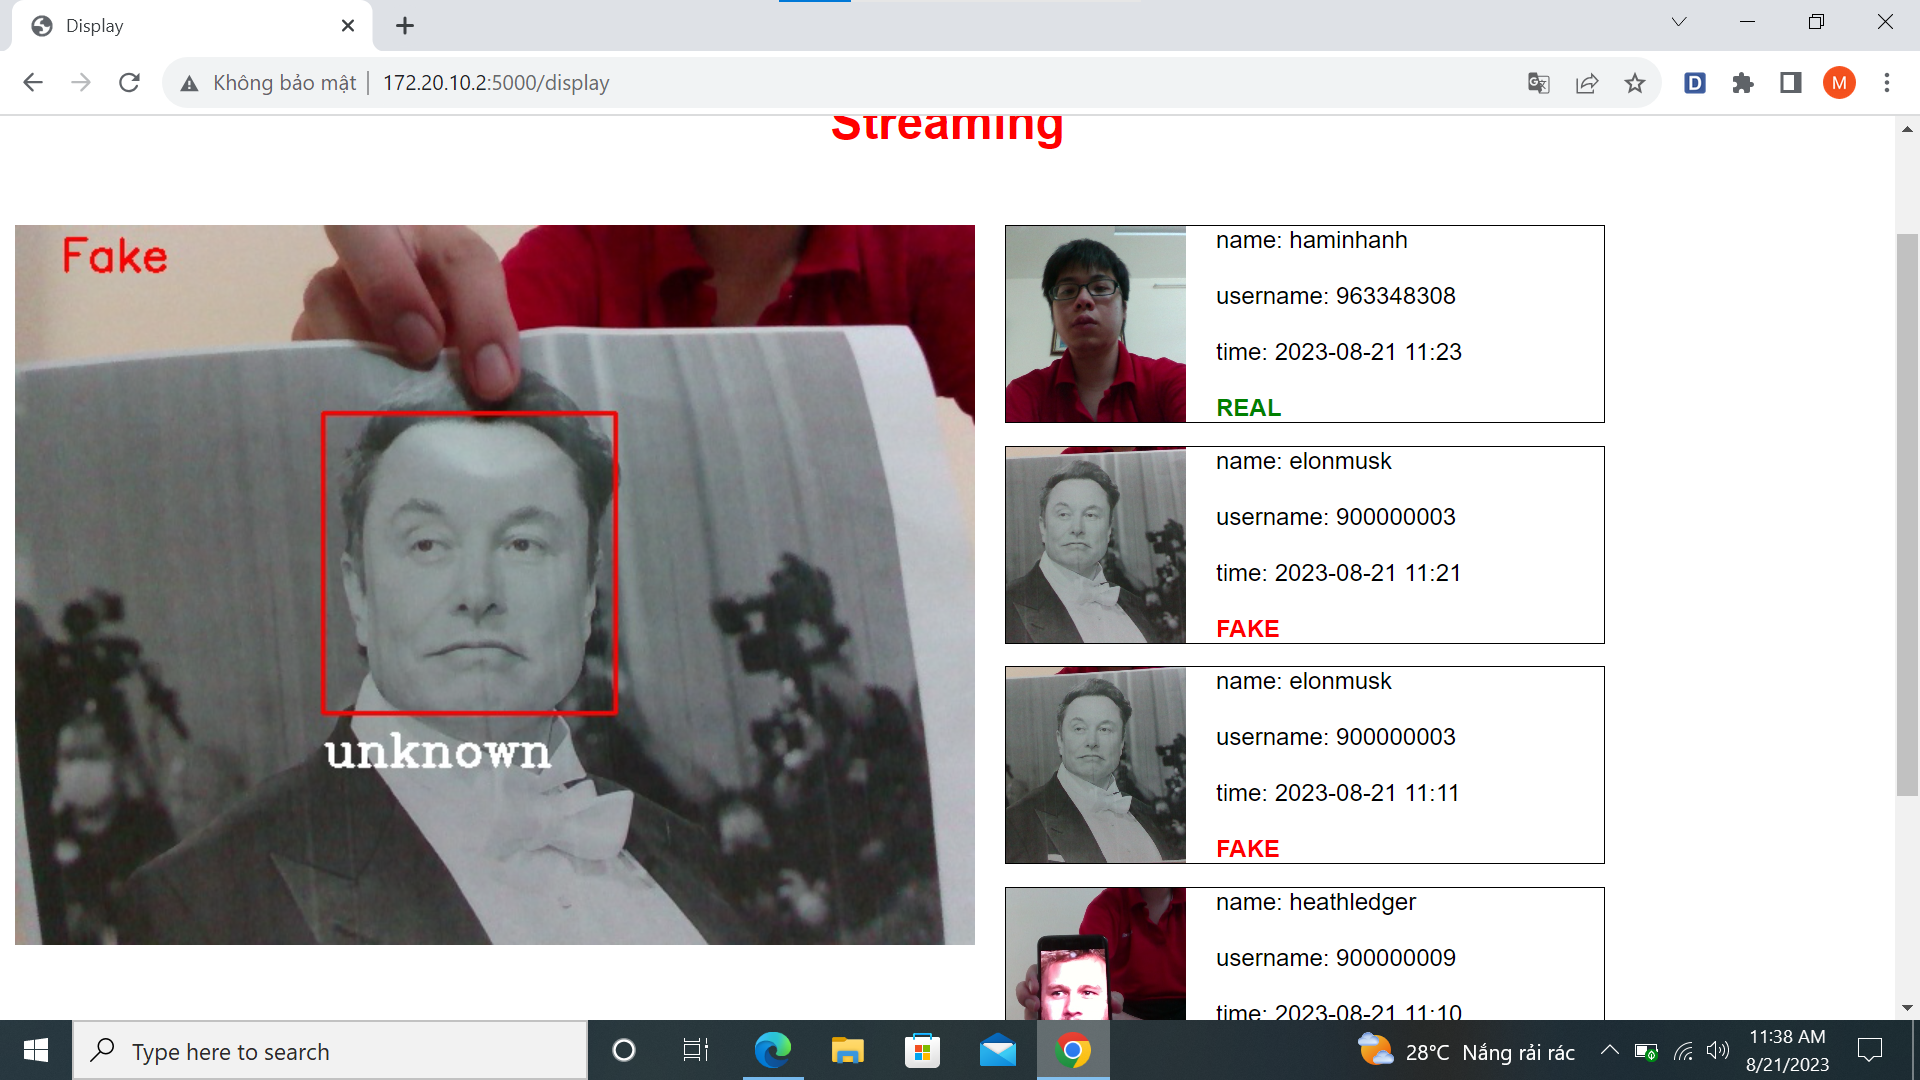 Display
Không bảo mật | 172.20.10.2:5000/display
D
M
Streaming
Fake
unknown
name: haminhanh
username: 963348308
time: 2023-08-21 11:23
REAL
name: elonmusk
username: 900000003
time: 2023-08-21 11:21
FAKE
name: elonmusk
username: 900000003
time: 2023-08-21 11:11
FAKE
name: heathledger
username: 900000009
time: 2023-08-21 11:10
Type here to search
28°C Nắng rải rác
11:38 AM
8/21/2023